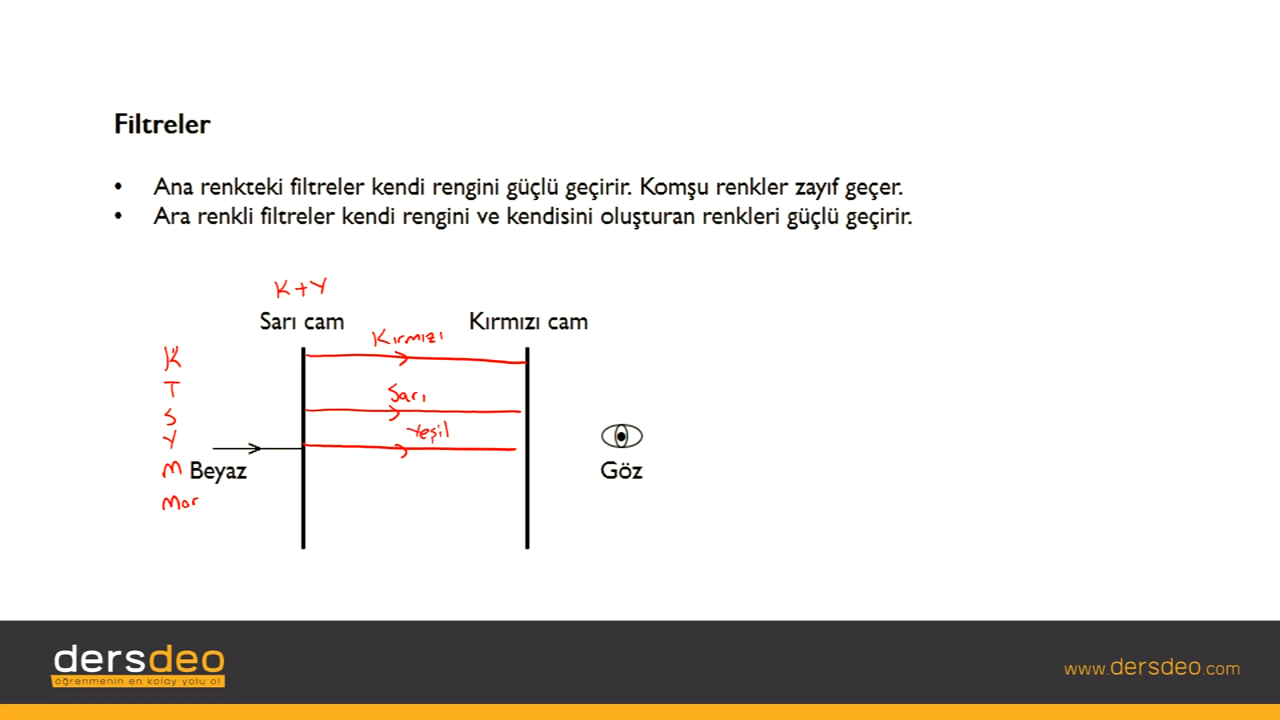 Filtreler
• Ana renkteki filtreler kendi rengini güçlü geçirir. Komşu renkler zayıf geçer.
• Ara renkli filtreler kendi rengini ve kendisini oluşturan renkleri güçlü geçirir.
K+Y
Sarı cam
Kırmızı cam
Kırmızı
K
T
Sarı
S
Yeşil
Y
M
Beyaz
Göz
Mor
dersdeo
öğrenmenin en kolay yolu o!
www.dersdeo.com